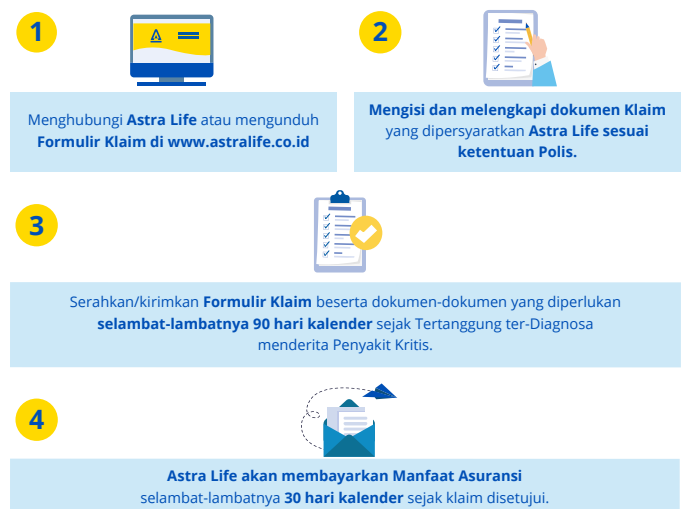 1
Menghubungi Astra Life atau mengunduh
Formulir Klaim di www.astralife.co.id
2
Mengisi dan melengkapi dokumen Klaim
yang dipersyaratkan Astra Life sesuai
ketentuan Polis.
3
Serahkan/kirimkan Formulir Klaim beserta dokumen-dokumen yang diperlukan
selambat-lambatnya 90 hari kalender sejak Tertanggung ter-Diagnosa
menderita Penyakit Kritis.
4
Astra Life akan membayarkan Manfaat Asuransi
selambat-lambatnya 30 hari kalender sejak klaim disetujui.